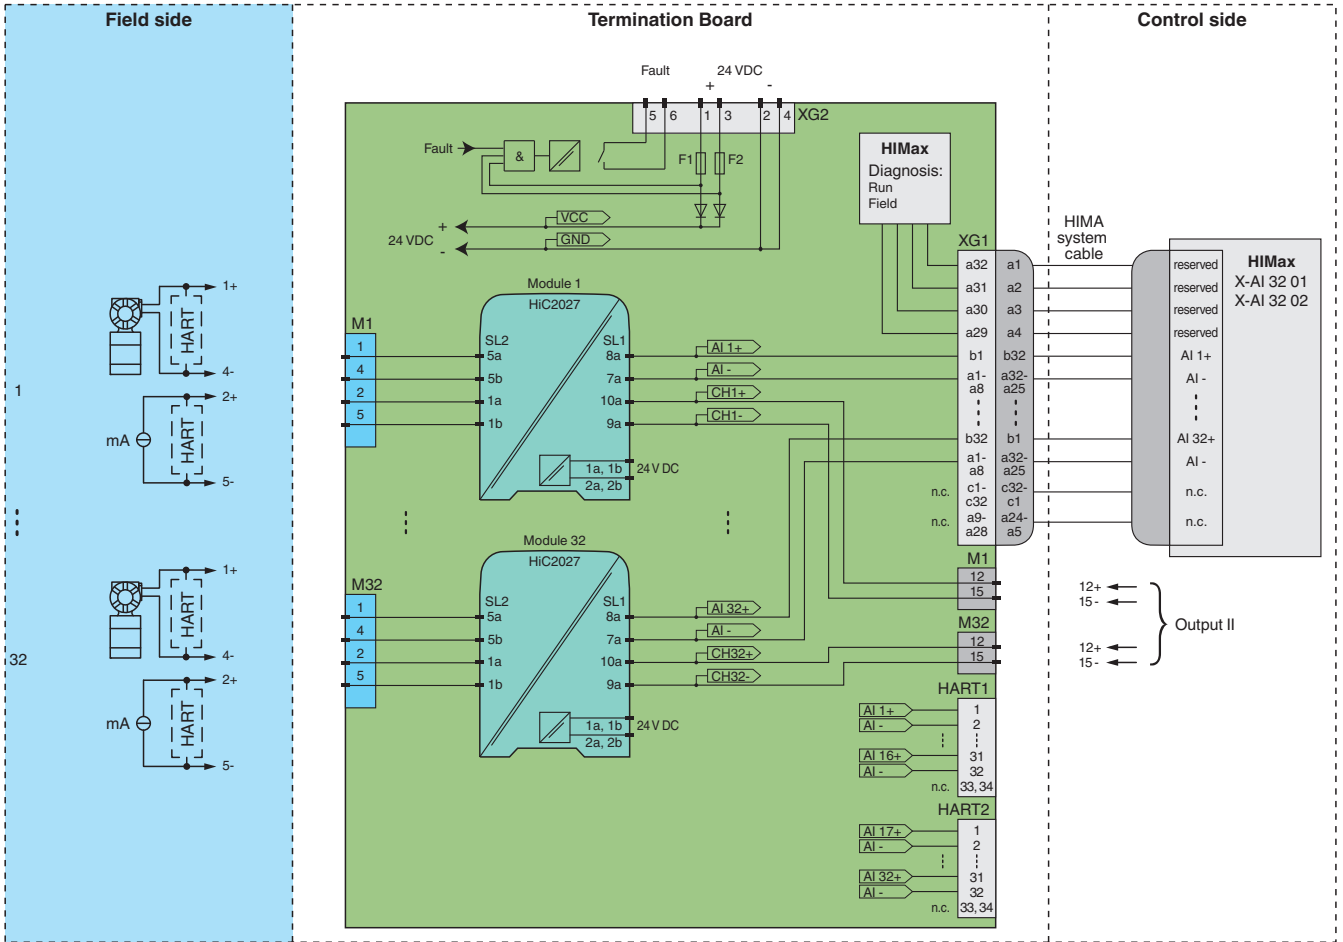 Field side
Termination Board
Control side
Fault
24 VDC
+
-
5
6
1
3
2
4
XG2
Fault
&
F1
F2
VCC
GND
+
24 VDC
-
HIMax
Diagnosis:
Run
Field
XG1
HIMA
system
cable
a32 a1
a31 a2
a30 a3
a29 a4
b1 b32
a1- a32-
a8 a25
b32 b1
a1- a32-
a8 a25
n.c. c1- c32-
c32 c1
n.c. a9- a24-
a28 a5
reserved
reserved
reserved
reserved
AI 1+
AI -
AI 32+
AI -
n.c.
n.c.
HIMax
X-AI 32 01
X-AI 32 02
1
HART
1+
4-
mA
HART
2+
5-
32
HART
1+
4-
mA
HART
2+
5-
M1
1
4
2
5
Module 1
HiC2027
SL2
5a
5b
1a
1b
SL1
8a
7a
10a
9a
1a, 1b
2a, 2b
24 V DC
AI 1+
AI -
CH1+
CH1-
M32
1
4
2
5
Module 32
HiC2027
SL2
5a
5b
1a
1b
SL1
8a
7a
10a
9a
1a, 1b
2a, 2b
24 V DC
AI 32+
AI -
CH32+
CH32-
M1
12
15
M32
12
15
12+
15 -
12+
15-
Output II
HART1
AI 1+ 1
AI - 2
AI 16+ 31
AI - 32
n.c. 33, 34
HART2
AI 17+ 1
AI - 2
AI 32+ 31
AI - 32
n.c. 33, 34